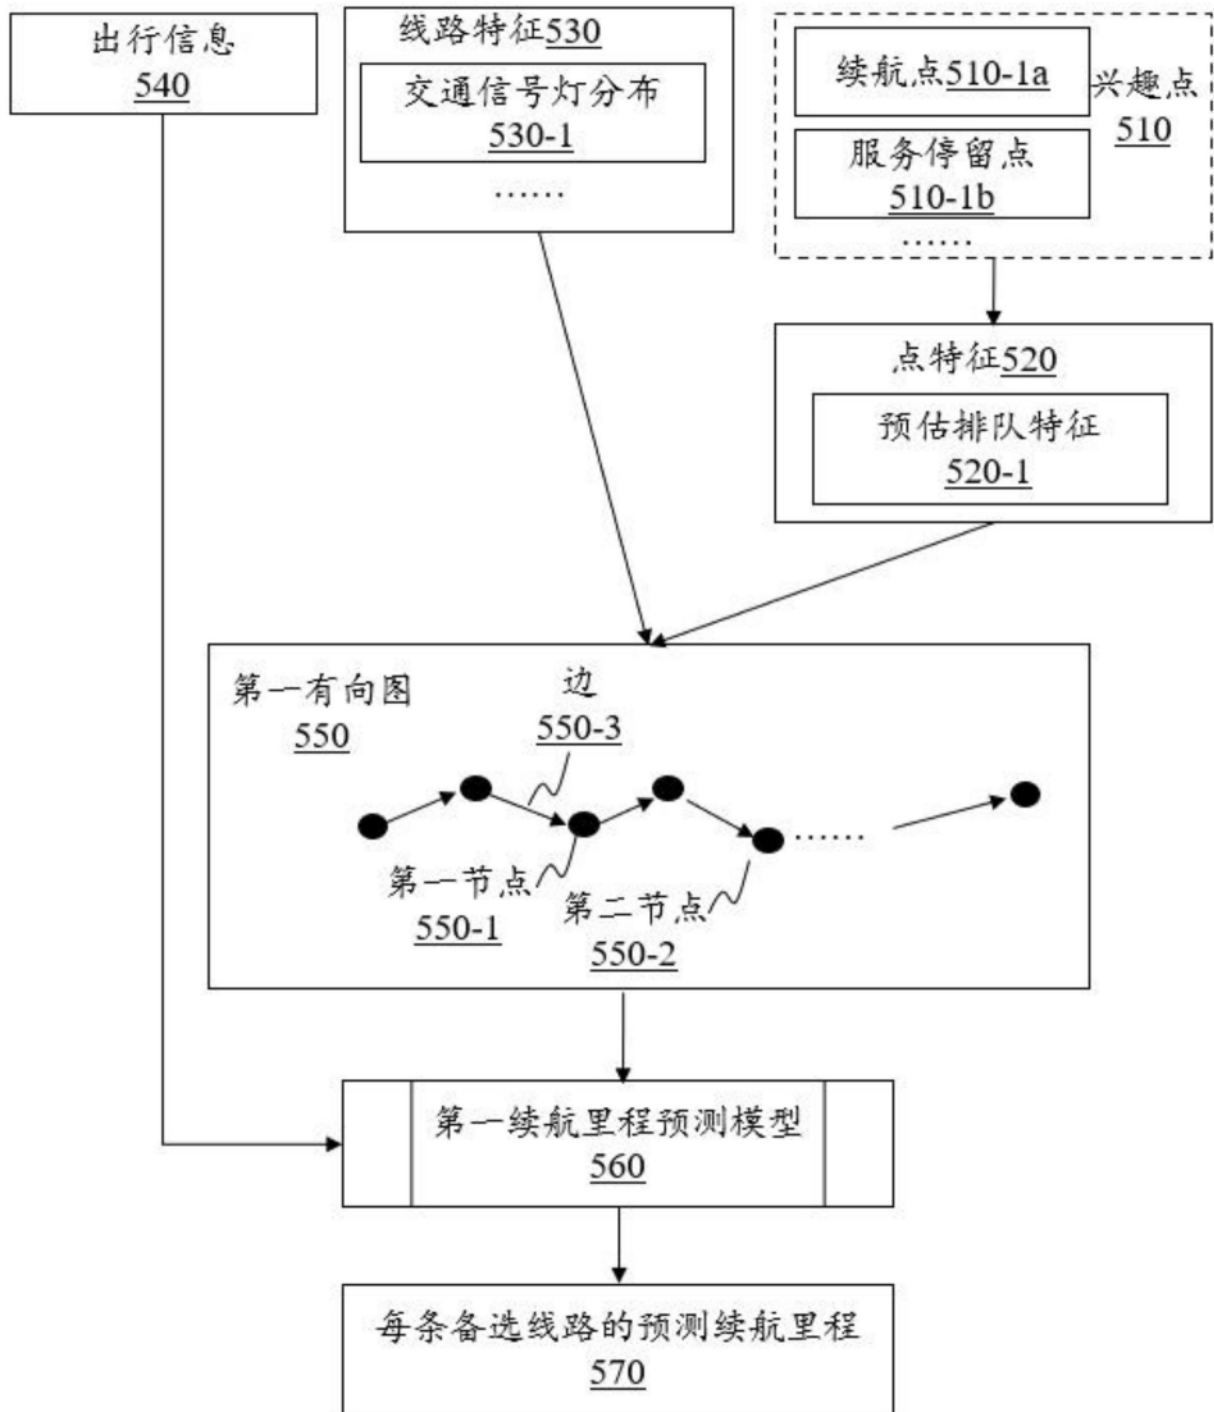 出行信息
540
线路特征530
交通信号灯分布
530-1
……
续航点510-1a
服务停留点
510-1b
……
兴趣点
510
点特征520
预估排队特征
520-1
第一有向图
550
边
550-3
……
第一节点
550-1
第二节点
550-2
第一续航里程预测模型
560
每条备选线路的预测续航里程
570